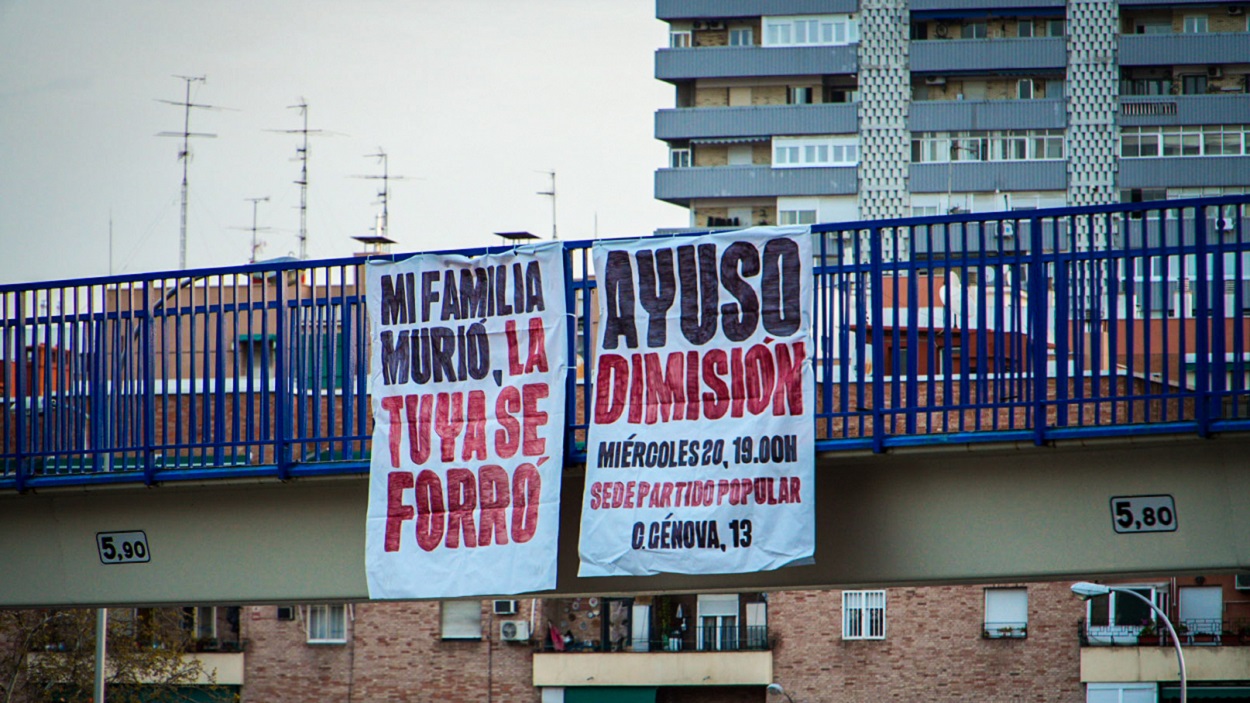 MI FAMILIA
MURIÓ, LA
TUYA SE
FORRÓ
AYUSO
DIMISIÓN
MIÉRCOLES 20, 19.00H
SEDE PARTIDO POPULAR
C. GÉNOVA, 13
5,90
5,80